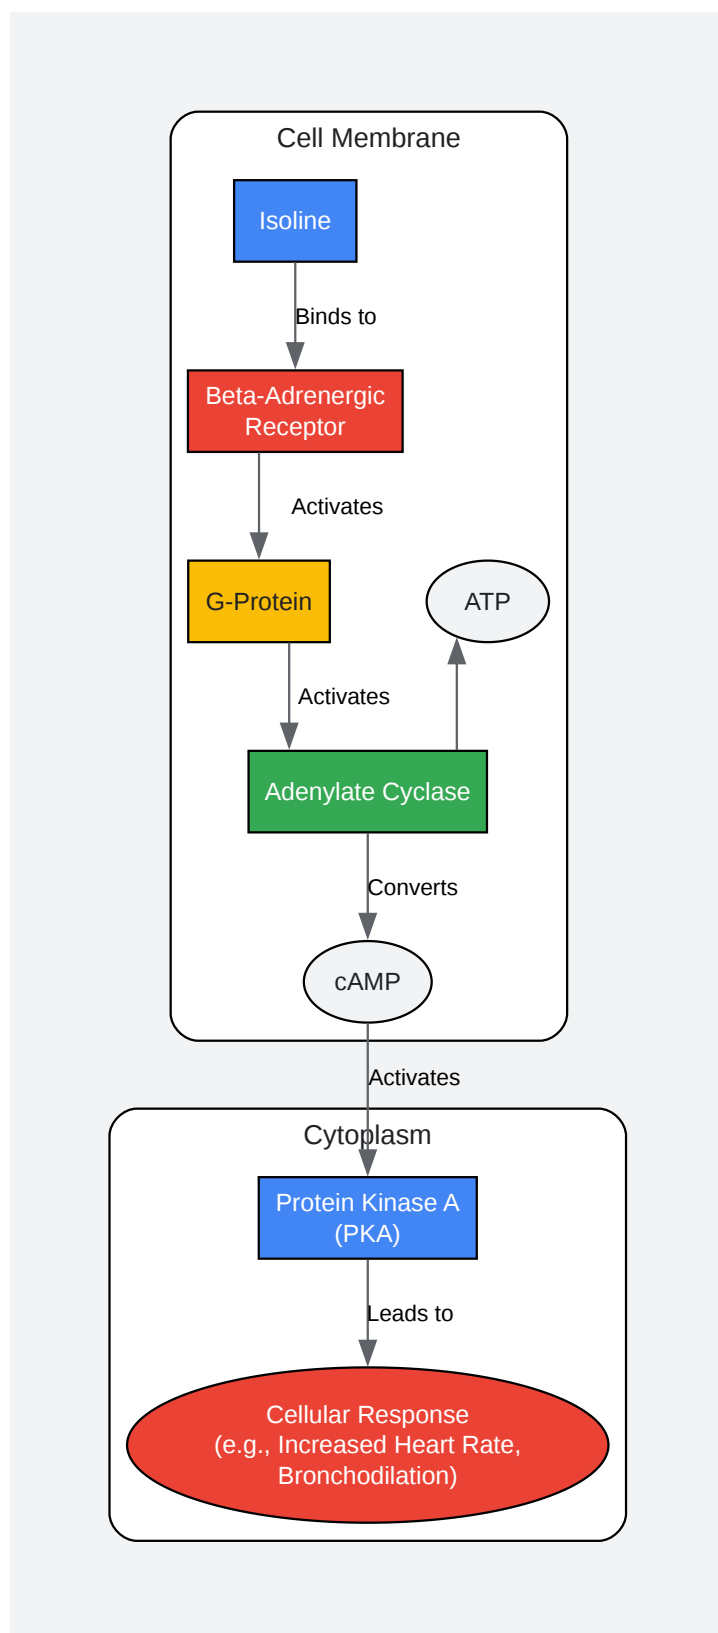 Cell Membrane
Isoline
Binds to
Beta-Adrenergic
Receptor
Activates
G-Protein
ATP
Activates
Adenylate Cyclase
Converts
cAMP
Activates
Cytoplasm
Protein Kinase A
(PKA)
Leads to
Cellular Response
(e.g., Increased Heart Rate,
Bronchodilation)